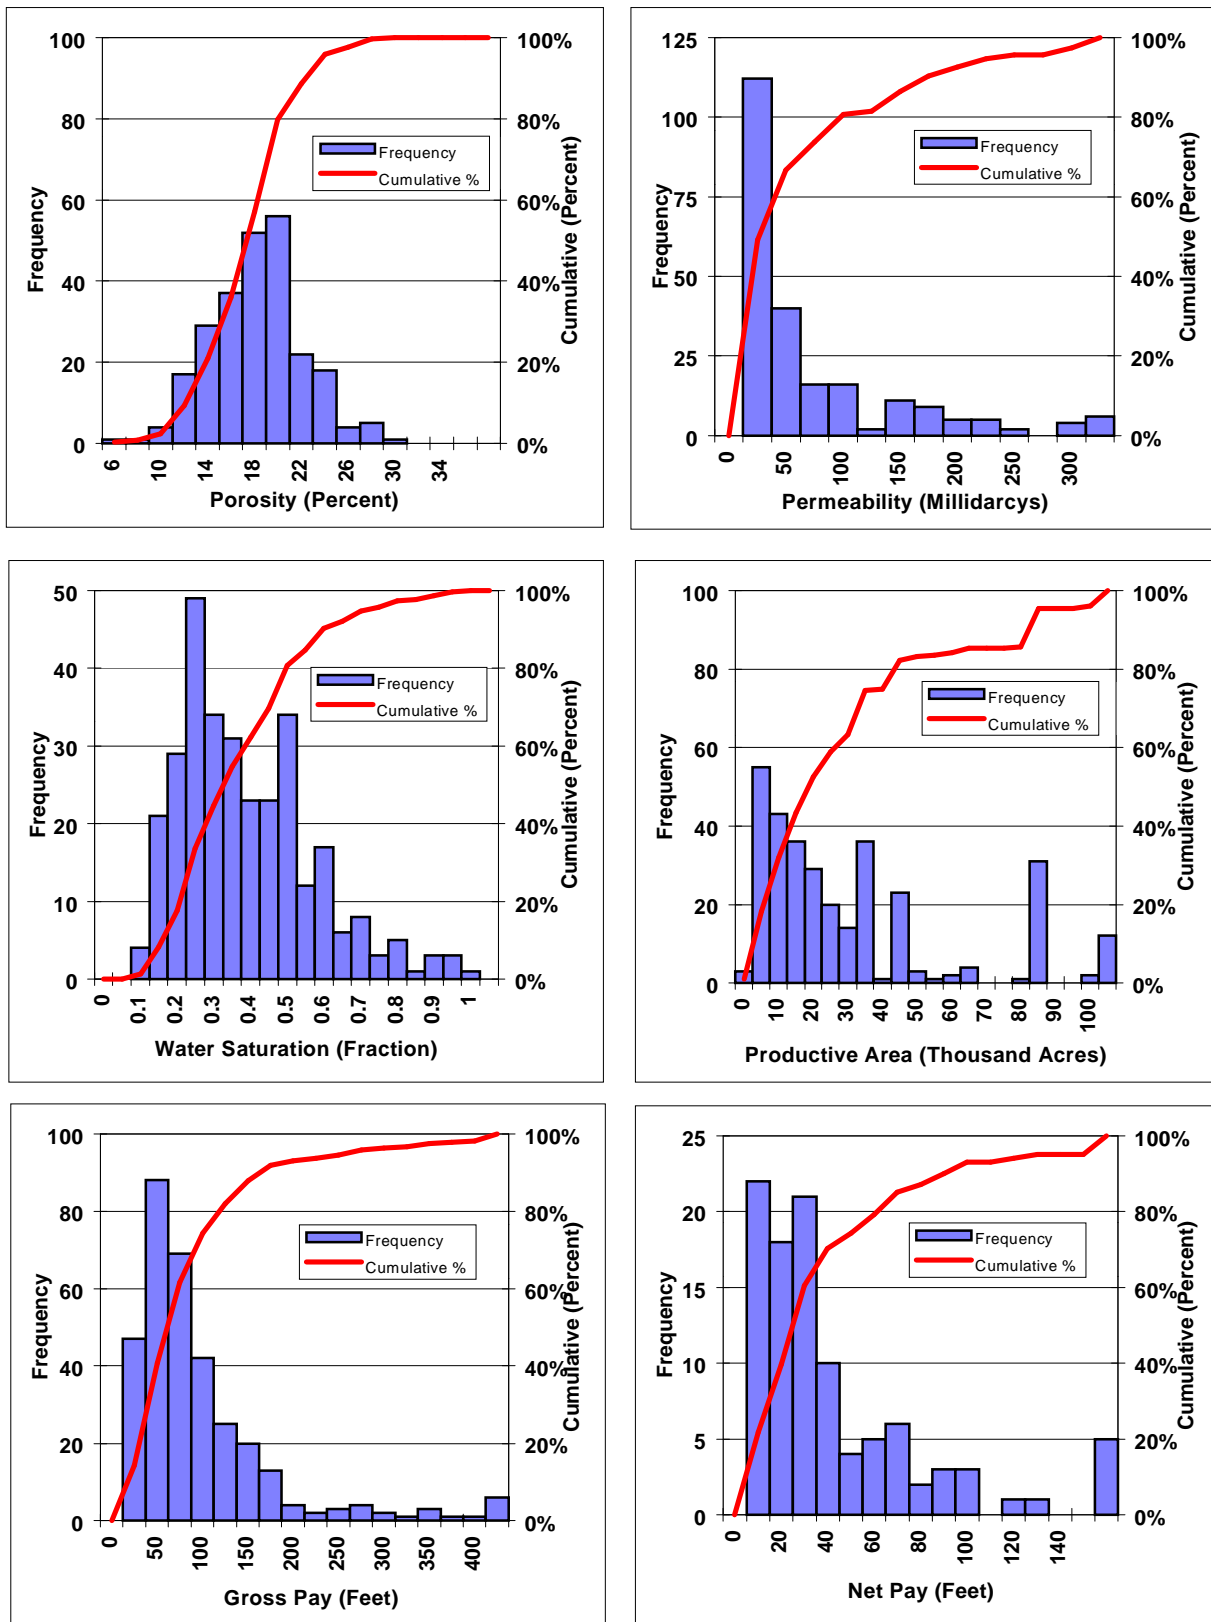 100
80
60
40
20
0
Frequency
100%
80%
60%
40%
20%
0%
Cumulative (Percent)
Frequency
Cumulative %
6 10 14 18 22 26 30 34
Porosity (Percent)
125
100
75
50
25
0
Frequency
100%
80%
60%
40%
20%
0%
Cumulative (Percent)
Frequency
Cumulative %
0 50 100 150 200 250 300
Permeability (Millidarcys)
50
40
30
20
10
0
Frequency
100%
80%
60%
40%
20%
0%
Cumulative (Percent)
Frequency
Cumulative %
0 0.1 0.2 0.3 0.4 0.5 0.6 0.7 0.8 0.9 1
Water Saturation (Fraction)
100
80
60
40
20
0
Frequency
100%
80%
60%
40%
20%
0%
Cumulative (Percent)
Frequency
Cumulative %
0 10 20 30 40 50 60 70 80 90 100
Productive Area (Thousand Acres)
100
80
60
40
20
0
Frequency
100%
80%
60%
40%
20%
0%
Cumulative (Percent)
Frequency
Cumulative %
0 50 100 150 200 250 300 350 400
Gross Pay (Feet)
25
20
15
10
5
0
Frequency
100%
80%
60%
40%
20%
0%
Cumulative (Percent)
Frequency
Cumulative %
0 20 40 60 80 100 120 140
Net Pay (Feet)